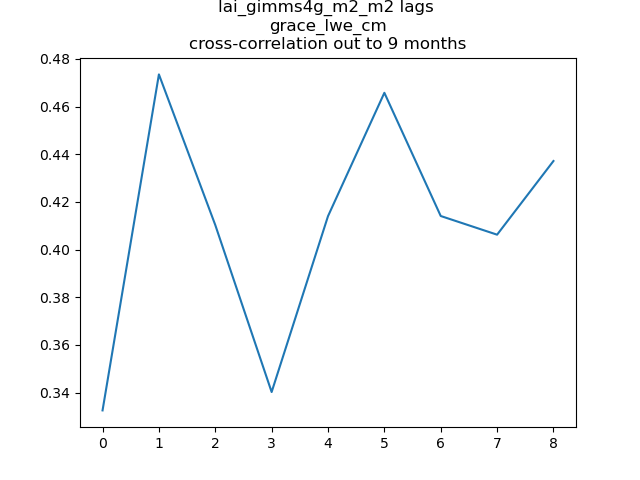 lai_gimms4g_m2_m2 lags
grace_lwe_cm
cross-correlation out to 9 months
0.48
0.46
0.44
0.42
0.40
0.38
0.36
0.34
0 1 2 3 4 5 6 7 8